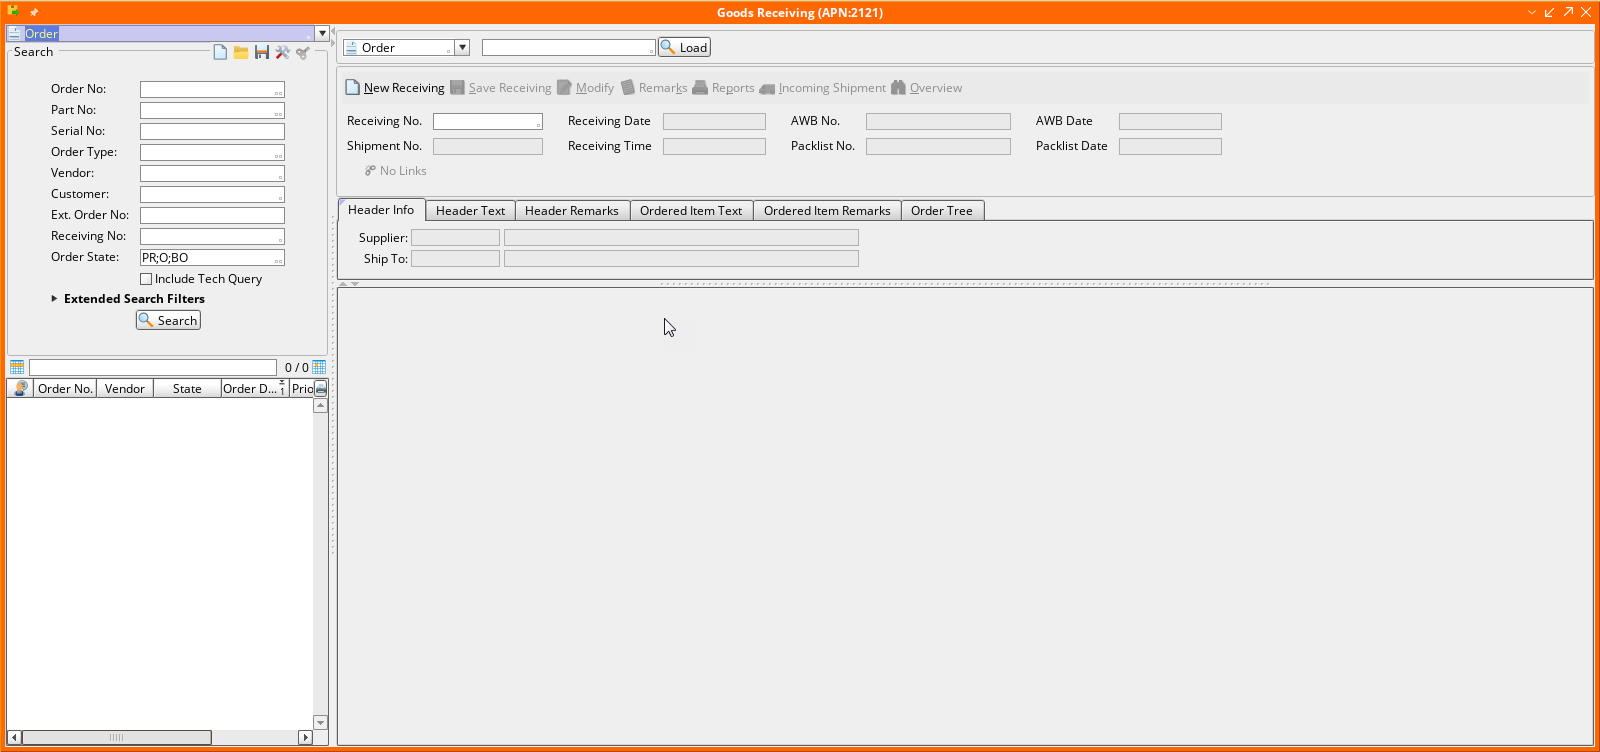 Goods Receiving (APN:2121)
Order
Search
Order No:
Part No:
Serial No:
Order Type:
Vendor:
Customer:
Ext. Order No:
Receiving No:
Order State: PR;O;BO
Include Tech Query
Extended Search Filters
Search
0 / 0
Order No. Vendor State Order D... 1 Prio
Order Load
New Receiving Save Receiving Modify Remarks Reports Incoming Shipment Overview
Receiving No. Receiving Date AWB No. AWB Date
Shipment No. Receiving Time Packlist No. Packlist Date
No Links
Header Info Header Text Header Remarks Ordered Item Text Ordered Item Remarks Order Tree
Supplier:
Ship To: